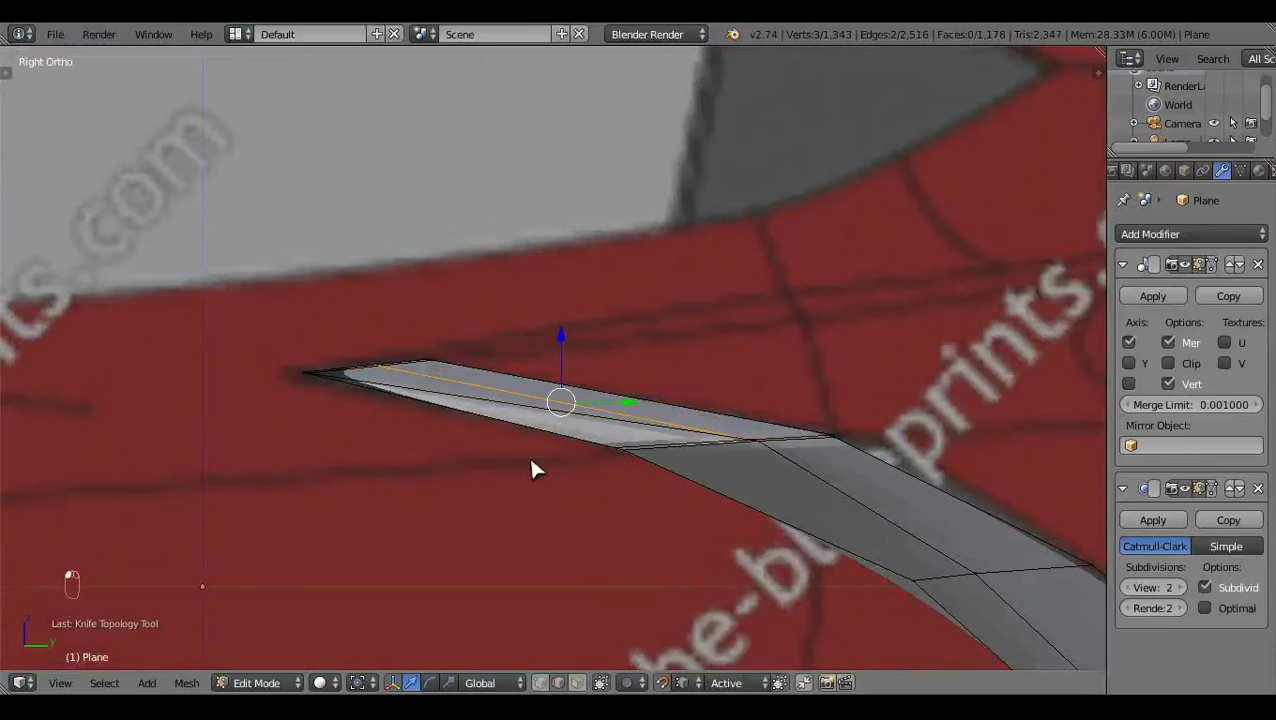 File Render Window Help Default Scene Blender Render v2.74 | Verts:3/1,343 | Edges:2/2,516 | Faces:0/1,178 | Tris:2,347 | Mem:28.33M (6.00M) | Plane
View Search All Sc
Right Ortho
RenderL
World
Camera
.com
Plane
Add Modifier
Apply Copy
Axis: Options: Textures:
Mer U
Y Clip V
Vert
Merge Limit: 0.001000
Mirror Object:
Apply Copy
Catmull-Clark Simple
Subdivisions: Options:
View: 2 Subdivid
Rende:2 Optimal
Last: Knife Topology Tool
(1) Plane
View Select Add Mesh Edit Mode Global Active